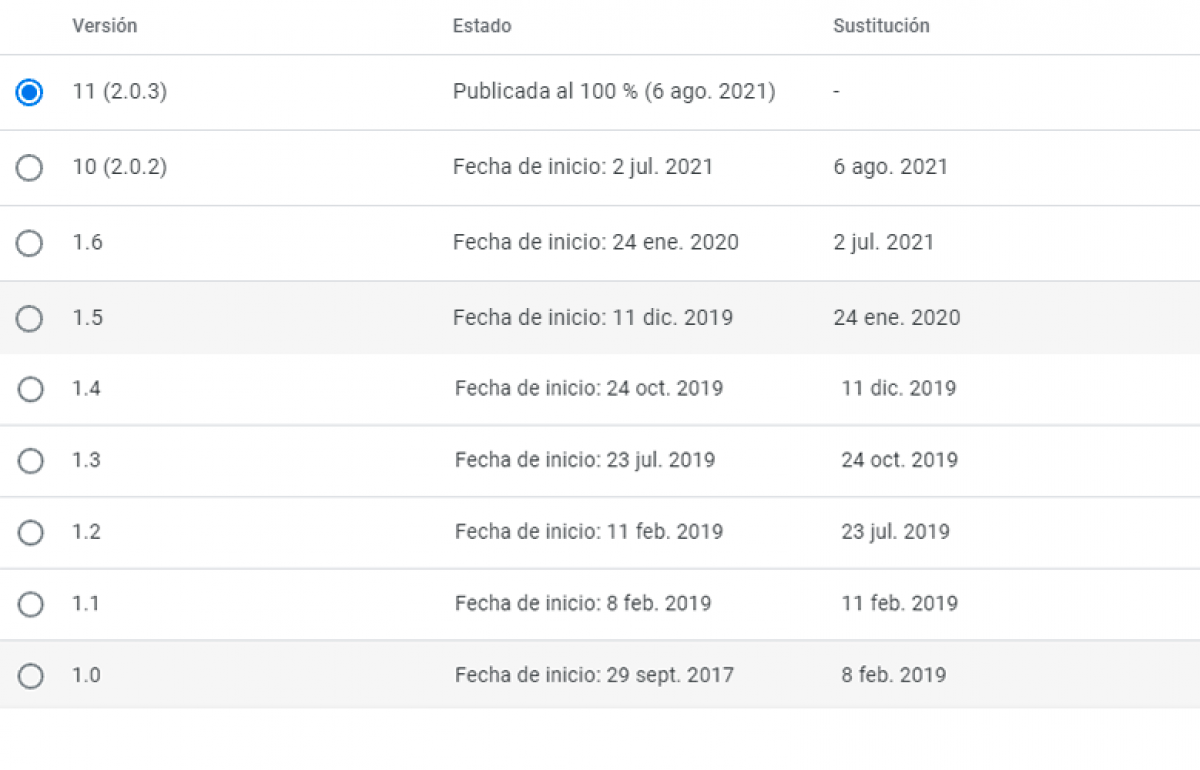 Versión Estado Sustitución
11 (2.0.3) Publicada al 100 % (6 ago. 2021) -
10 (2.0.2) Fecha de inicio: 2 jul. 2021 6 ago. 2021
1.6 Fecha de inicio: 24 ene. 2020 2 jul. 2021
1.5 Fecha de inicio: 11 dic. 2019 24 ene. 2020
1.4 Fecha de inicio: 24 oct. 2019 11 dic. 2019
1.3 Fecha de inicio: 23 jul. 2019 24 oct. 2019
1.2 Fecha de inicio: 11 feb. 2019 23 jul. 2019
1.1 Fecha de inicio: 8 feb. 2019 11 feb. 2019
1.0 Fecha de inicio: 29 sept. 2017 8 feb. 2019